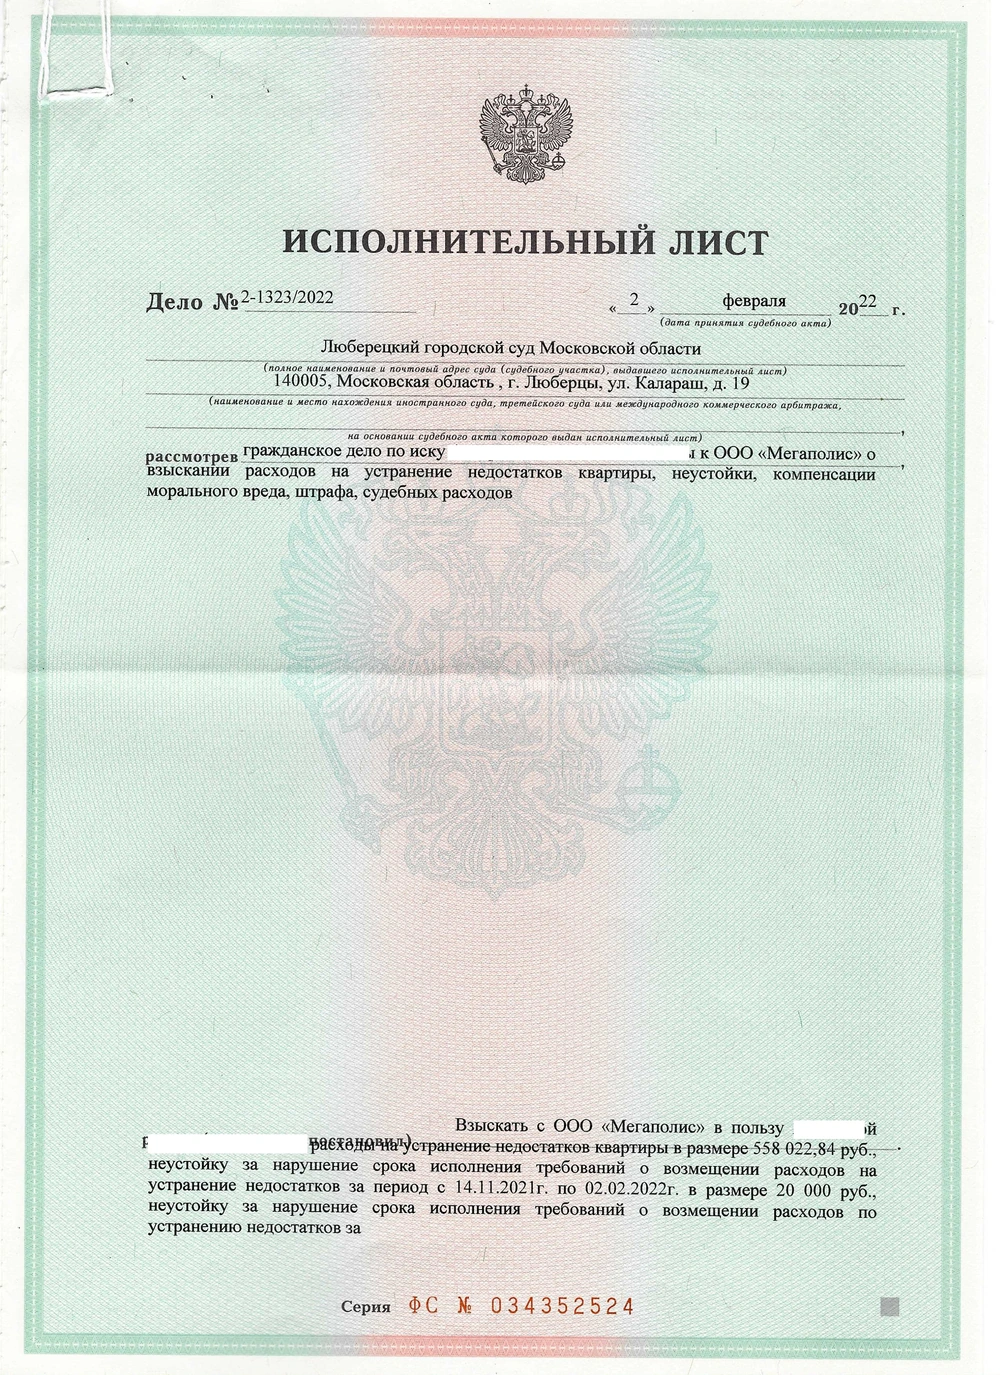 ИСПОЛНИТЕЛЬНЫЙ ЛИСТ
Дело № 2-1323/2022 « 2 » февраля 2022 г.
(дата принятия судебного акта)
Люберецкий городской суд Московской области
(полное наименование и почтовый адрес суда (судебного участка), выдавшего исполнительный лист)
140005, Московская область , г. Люберцы, ул. Калараш, д. 19
(наименование и место нахождения иностранного суда, третейского суда или международного коммерческого арбитража,
,
на основании судебного акта которого выдан исполнительный лист)
рассмотрев гражданское дело по иску к ООО «Мегаполис» о
взыскании расходов на устранение недостатков квартиры, неустойки, компенсации ,
морального вреда, штрафа, судебных расходов
Взыскать с ООО «Мегаполис» в пользу й
постановил)
расходы на устранение недостатков квартиры в размере 558 022,84 руб., .
неустойку за нарушение срока исполнения требований о возмещении расходов на
устранение недостатков за период с 14.11.2021г. по 02.02.2022г. в размере 20 000 руб.,
неустойку за нарушение срока исполнения требований о возмещении расходов по
устранению недостатков за
Серия ФС № 034352524